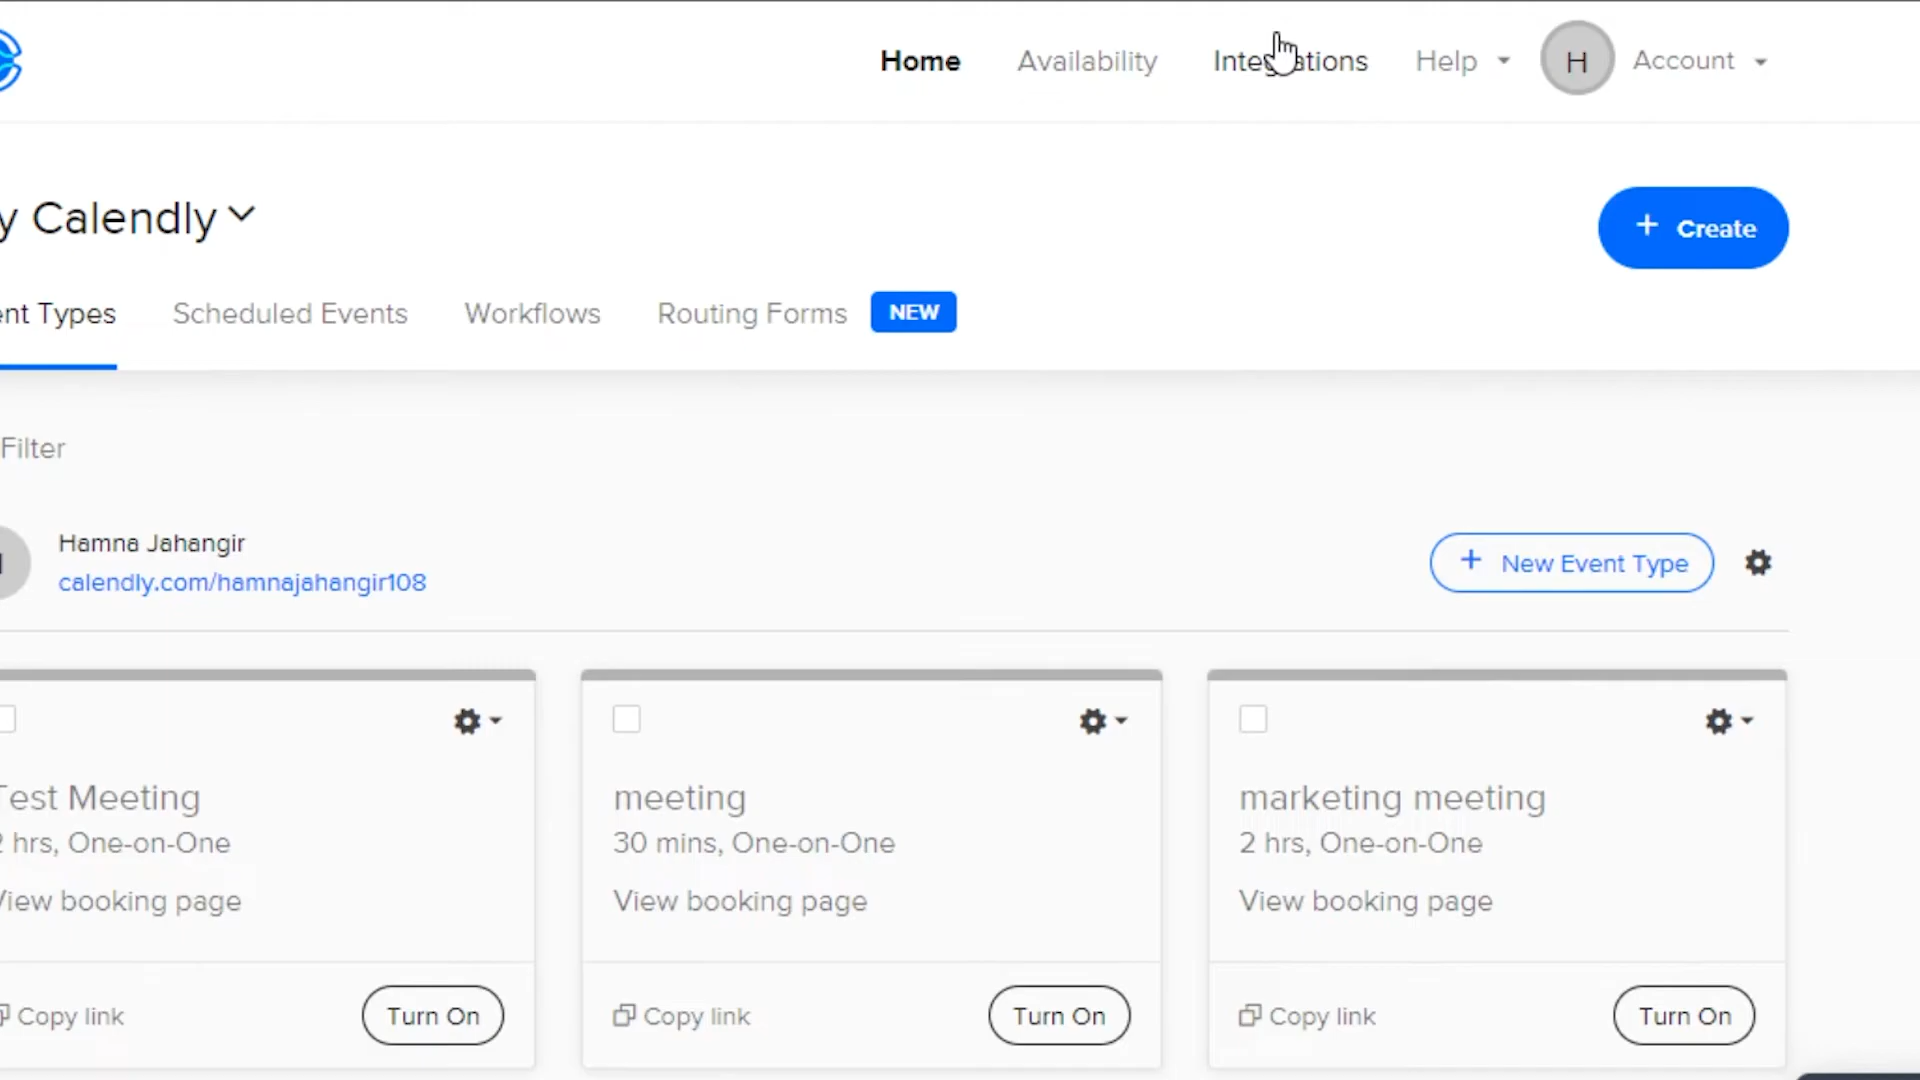 Home Availability Integrations Help H Account
y Calendly
+ Create
ent Types Scheduled Events Workflows Routing Forms NEW
Filter
Hamna Jahangir
calendly.com/hamnajahangir108
+ New Event Type
Test Meeting
2 hrs, One-on-One
View booking page
Copy link Turn On
meeting
30 mins, One-on-One
View booking page
Copy link Turn On
marketing meeting
2 hrs, One-on-One
View booking page
Copy link Turn On